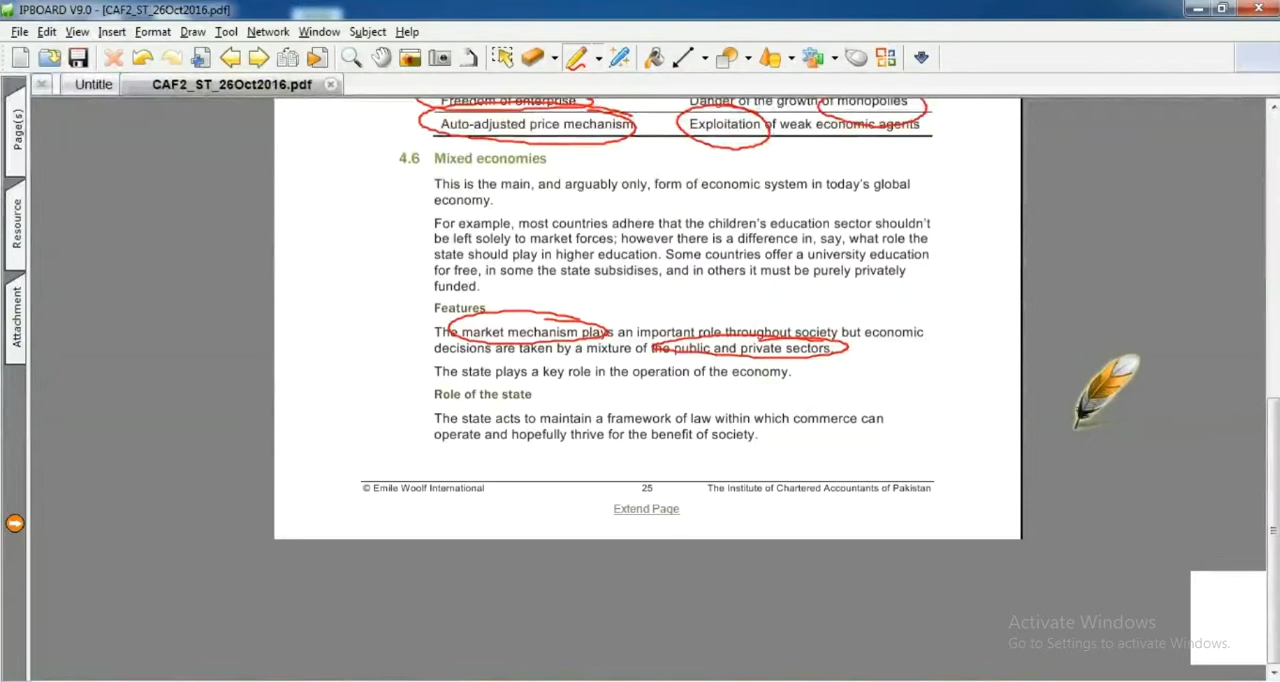 IPBOARD V9.0 - [CAF2_ST_26Oct2016.pdf]
File Edit View Insert Format Draw Tool Network Window Subject Help
Untitle CAF2_ST_26Oct2016.pdf
Page(s)
Resource
Attachment
Freedom of enterprise Danger of the growth of monopolies
Auto-adjusted price mechanism Exploitation of weak economic agents
4.6 Mixed economies
This is the main, and arguably only, form of economic system in today's global
economy.
For example, most countries adhere that the children's education sector shouldn't
be left solely to market forces; however there is a difference in, say, what role the
state should play in higher education. Some countries offer a university education
for free, in some the state subsidises, and in others it must be purely privately
funded.
Features
The market mechanism plays an important role throughout society but economic
decisions are taken by a mixture of the public and private sectors.
The state plays a key role in the operation of the economy.
Role of the state
The state acts to maintain a framework of law within which commerce can
operate and hopefully thrive for the benefit of society.
© Emile Woolf International 25 The Institute of Chartered Accountants of Pakistan
Extend Page
Activate Windows
Go to Settings to activate Windows.